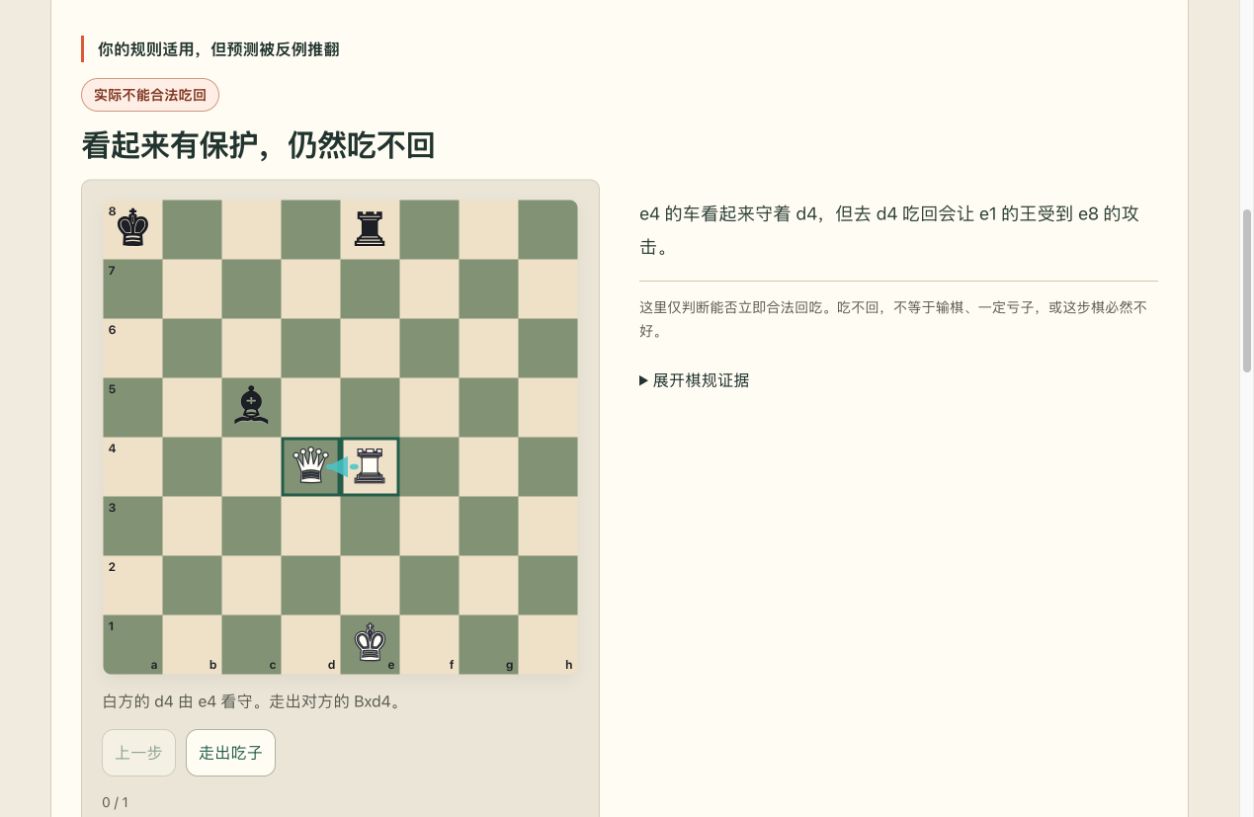 你的规则适用，但预测被反例推翻
实际不能合法吃回
看起来有保护，仍然吃不回
8
7
6
5
4
3
2
1
a b c d e f g h
白方的 d4 由 e4 看守。走出对方的 Bxd4。
上一步 走出吃子
0 / 1
e4 的车看起来守着 d4，但去 d4 吃回会让 e1 的王受到 e8 的攻
击。
这里仅判断能否立即合法回吃。吃不回，不等于输棋、一定亏子，或这步棋必然不
好。
▶ 展开棋规证据